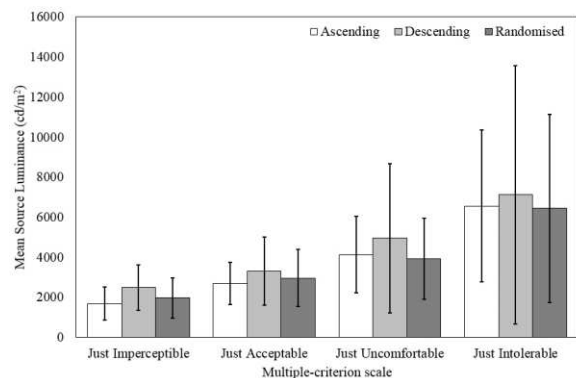 16000
14000
12000
10000
8000
6000
4000
2000
0
Mean Source Luminance (cd/m²)
Ascending Descending Randomised
Just Imperceptible Just Acceptable Just Uncomfortable Just Intolerable
Multiple-criterion scale